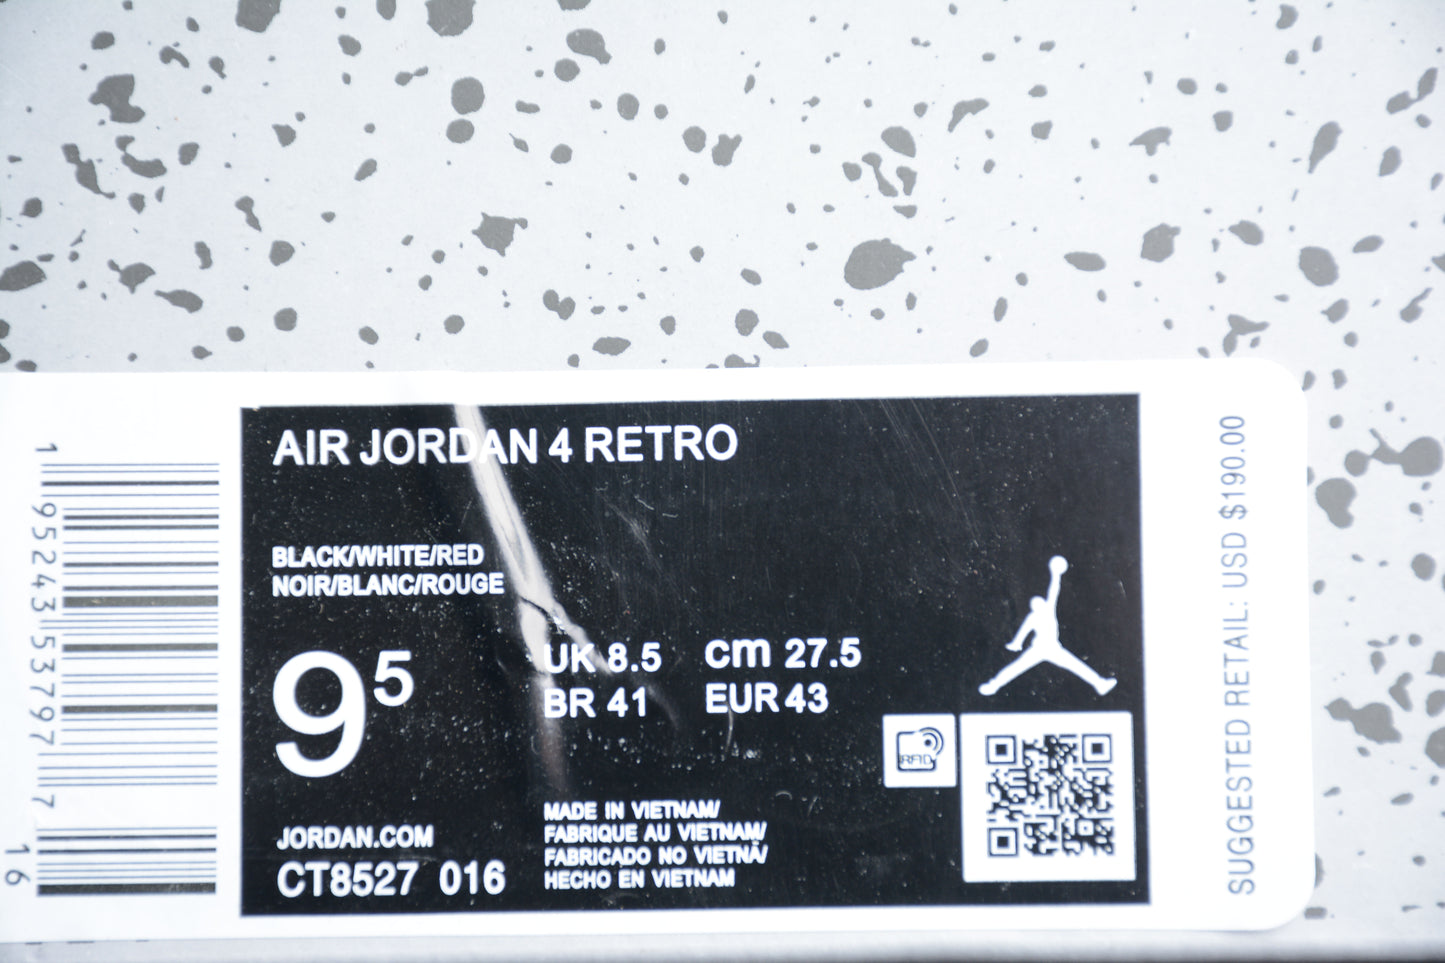 AIR JORDAN 4 RETRO
BLACK/WHITE/RED
NOIR/BLANC/ROUGE
9⁵
UK 8.5 cm 27.5
BR 41 EUR 43
RFID
JORDAN.COM
CT8527 016
MADE IN VIETNAM/
FABRIQUE AU VIETNAM/
FABRICADO NO VIETNÃ/
HECHO EN VIETNAM
1 95243 53797 7
16
SUGGESTED RETAIL: USD $190.00